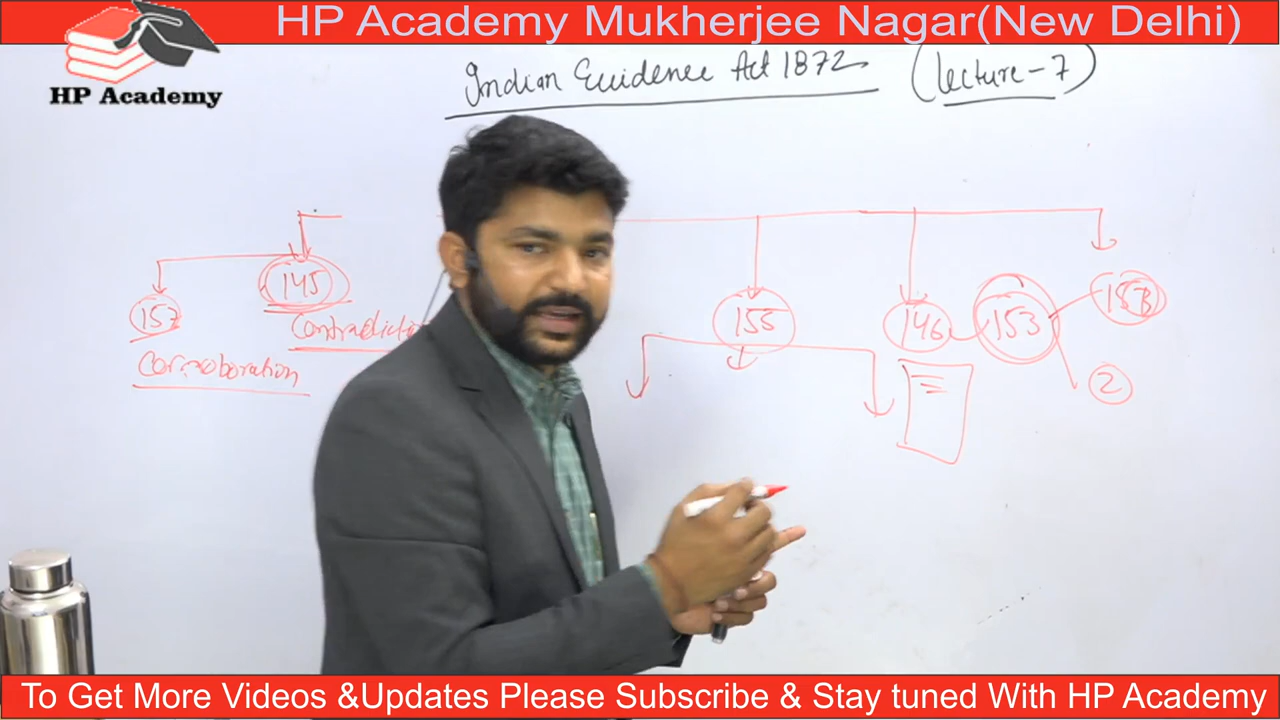 HP Academy Mukherjee Nagar(New Delhi)
HP Academy
Indian Evidence Act 1872 (Lecture-7)
157
145
155
146
153
2
Contradictio
Corroboration
To Get More Videos &Updates Please Subscribe & Stay tuned With HP Academy